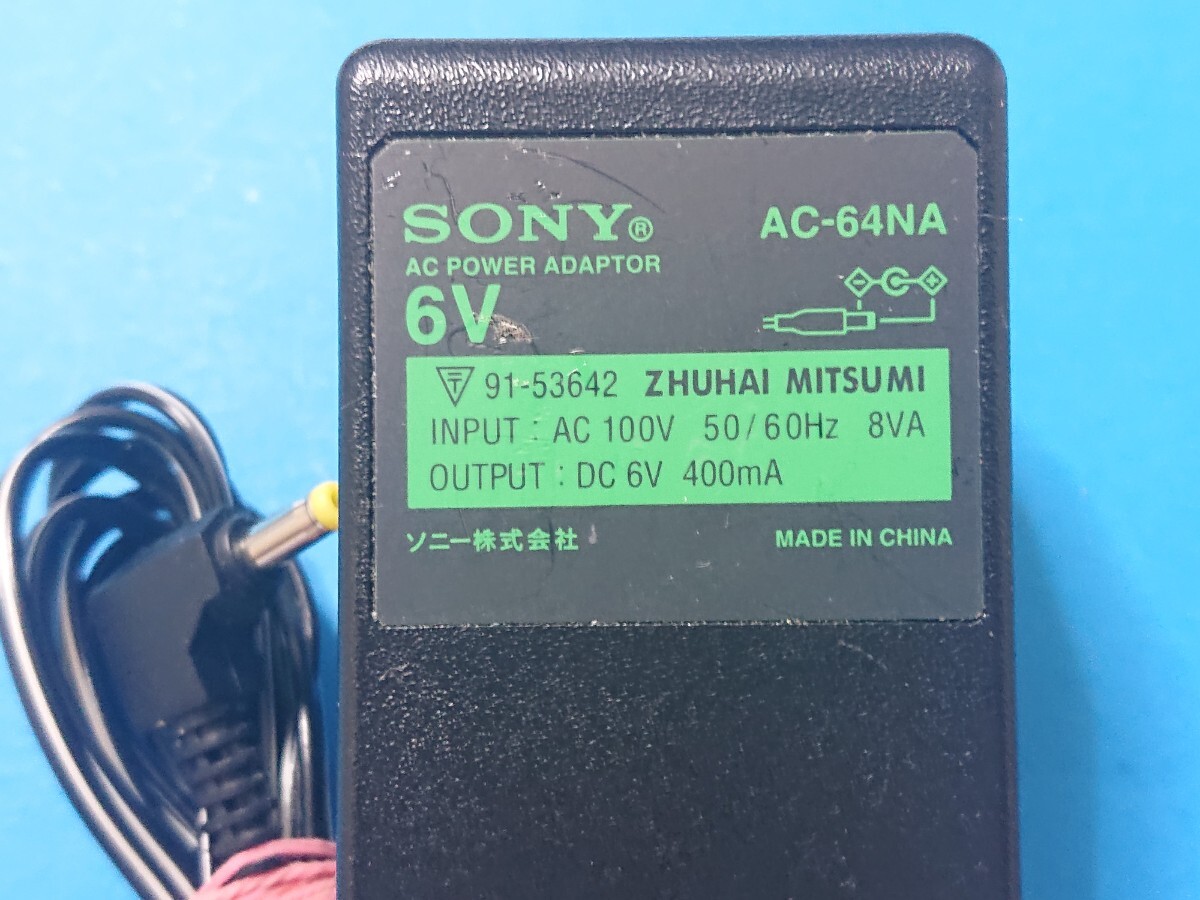 SONY®
AC-64NA
AC POWER ADAPTOR
6V
91-53642 ZHUHAI MITSUMI
INPUT : AC 100V 50/60Hz 8VA
OUTPUT : DC 6V 400mA
ソニー株式会社 MADE IN CHINA